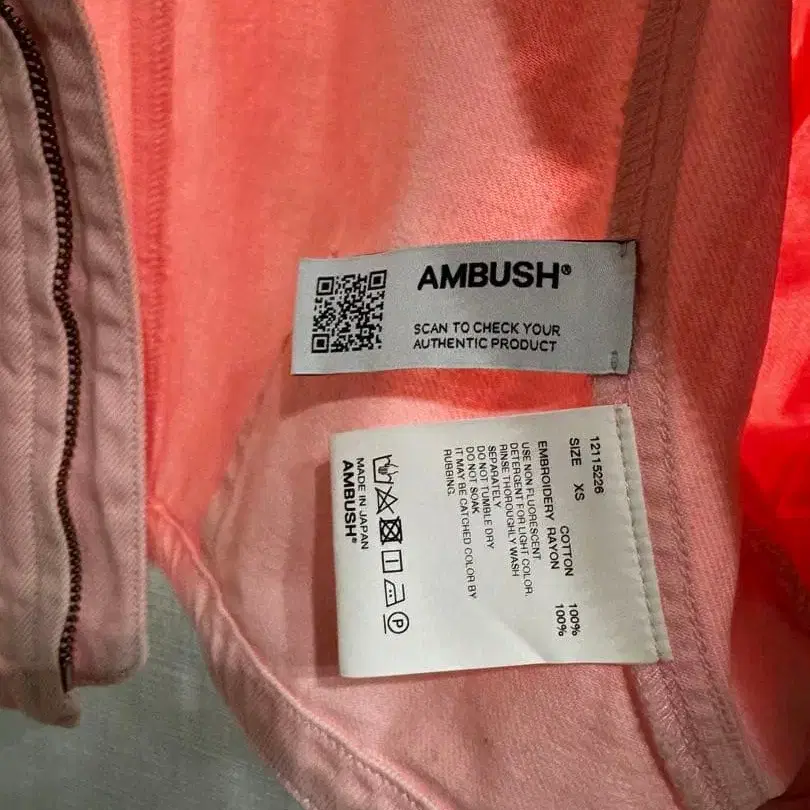 AMBUSH®
SCAN TO CHECK YOUR
AUTHENTIC PRODUCT
12115226
SIZE XS
COTTON 100%
EMBROIDERY RAYON 100%
USE NON FLUORESCENT
DETERGENT FOR LIGHT COLOR.
RINSE THOROUGHLY WASH
SEPARATELY
DO NOT TUMBLE DRY
DO NOT SOAK
IT MAY BE CATCHED COLOR BY
RUBBING.
P
MADE IN JAPAN
AMBUSH®